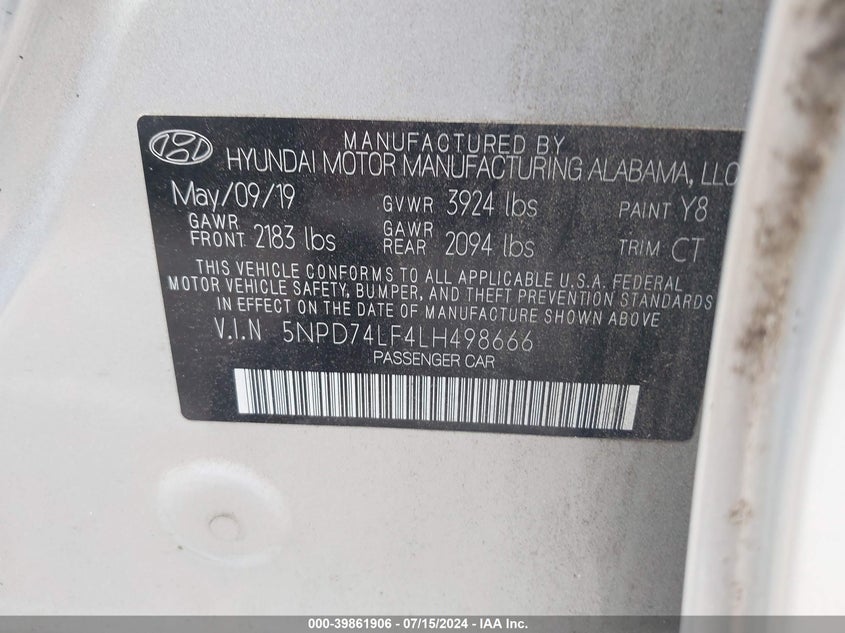 MANUFACTURED BY
HYUNDAI MOTOR MANUFACTURING ALABAMA, LLC
May/09/19 GVWR 3924 lbs PAINT Y8
GAWR FRONT 2183 lbs GAWR REAR 2094 lbs TRIM CT
THIS VEHICLE CONFORMS TO ALL APPLICABLE U.S.A. FEDERAL
MOTOR VEHICLE SAFETY, BUMPER, AND THEFT PREVENTION STANDARDS
IN EFFECT ON THE DATE OF MANUFACTURE SHOWN ABOVE
V.I.N 5NPD74LF4LH498666
PASSENGER CAR
000-39861906 - 07/15/2024 - IAA Inc.